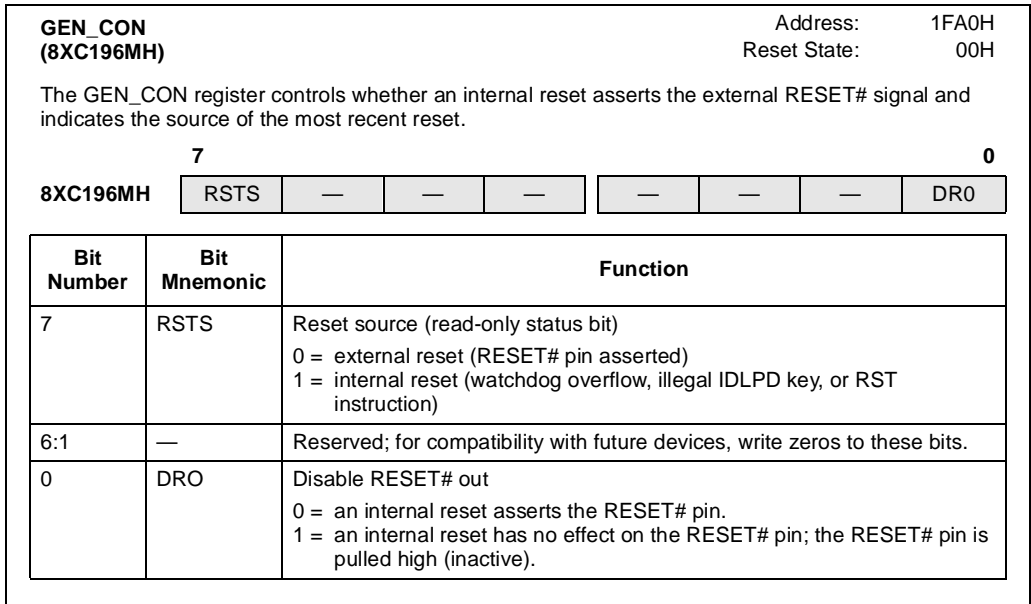 GEN_CON Address: 1FA0H
(8XC196MH) Reset State: 00H
The GEN_CON register controls whether an internal reset asserts the external RESET# signal and
indicates the source of the most recent reset.
7 0
8XC196MH RSTS — — — — — — DR0
Bit Number Bit Mnemonic Function
7 RSTS Reset source (read-only status bit)
0 = external reset (RESET# pin asserted)
1 = internal reset (watchdog overflow, illegal IDLPD key, or RST
instruction)
6:1 — Reserved; for compatibility with future devices, write zeros to these bits.
0 DRO Disable RESET# out
0 = an internal reset asserts the RESET# pin.
1 = an internal reset has no effect on the RESET# pin; the RESET# pin is
pulled high (inactive).